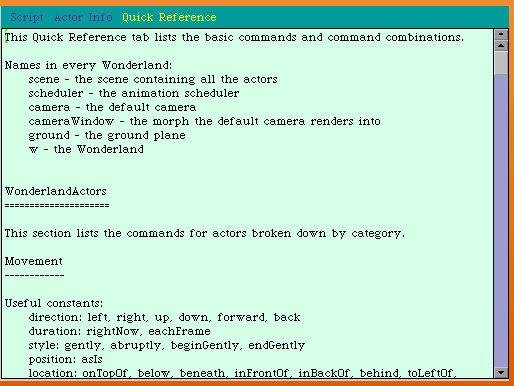 Script Actor Info Quick Reference
This Quick Reference tab lists the basic commands and command combinations.
Names in every Wonderland:
scene - the scene containing all the actors
scheduler - the animation scheduler
camera - the default camera
cameraWindow - the morph the default camera renders into
ground - the ground plane
w - the Wonderland
WonderlandActors
=====================
This section lists the commands for actors broken down by category.
Movement
------------
Useful constants:
direction: left, right, up, down, forward, back
duration: rightNow, eachFrame
style: gently, abruptly, beginGently, endGently
position: asIs
location: onTopOf, below, beneath, inFrontOf, inBackOf, behind, toLeftOf,